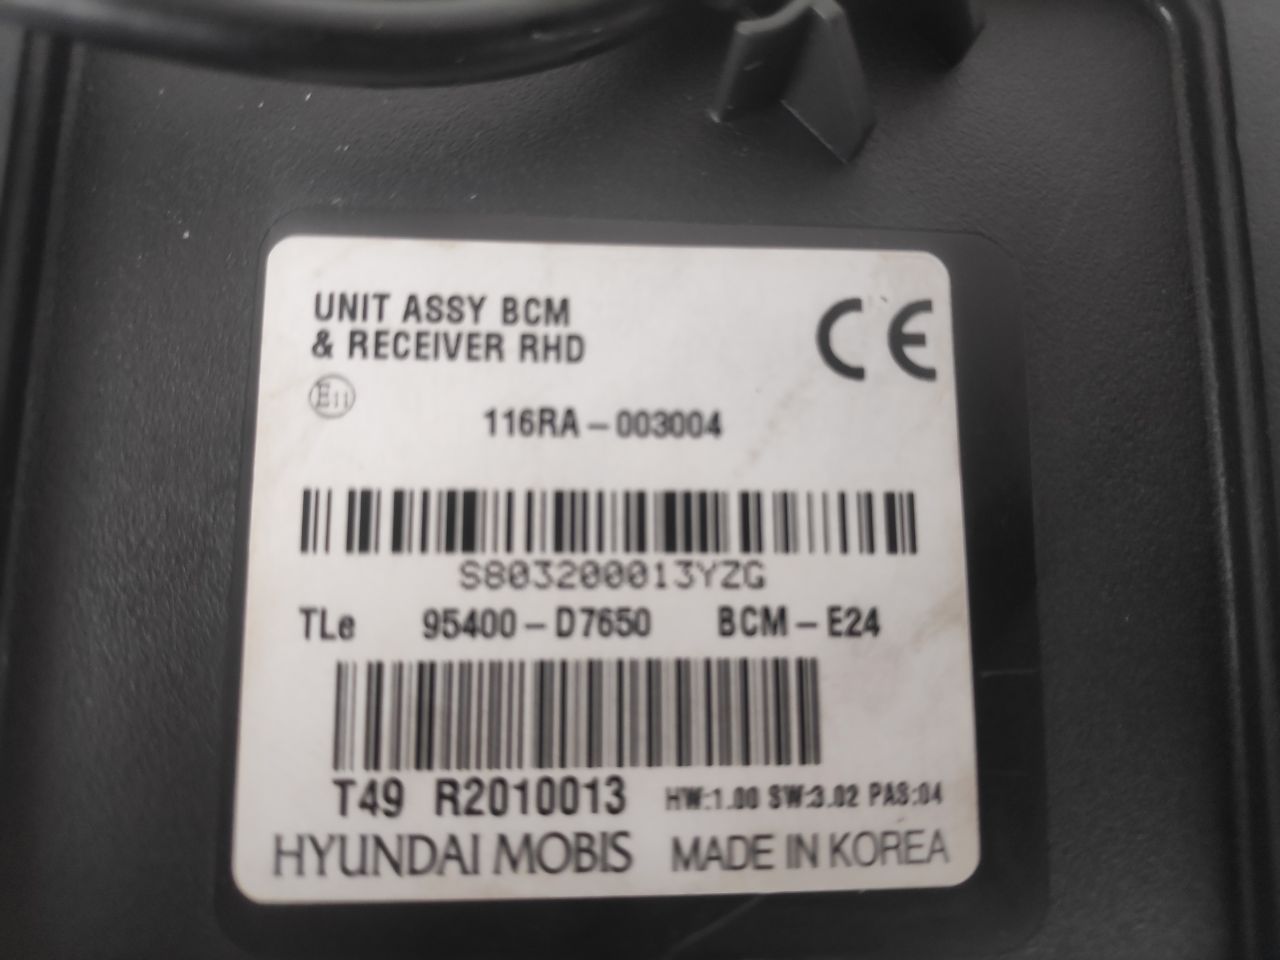 UNIT ASSY BCM
& RECEIVER RHD
CE
E11
116RA-003004
S803200013YZG
TLe 95400-D7650 BCM-E24
T49 R2010013 HW:1.00 SW:3.02 PAS:04
HYUNDAI MOBIS MADE IN KOREA